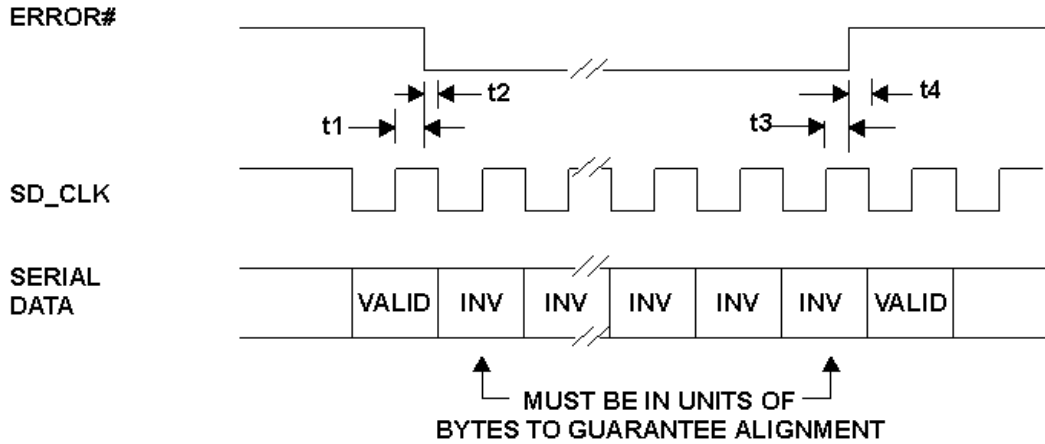 ERROR#
t2
t4
t1
t3
SD_CLK
SERIAL
DATA
VALID INV INV INV INV INV VALID
MUST BE IN UNITS OF
BYTES TO GUARANTEE ALIGNMENT